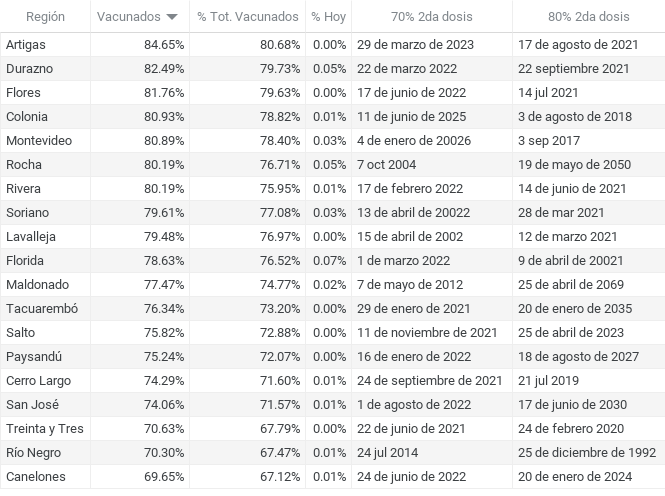 Región Vacunados % Tot. Vacunados % Hoy 70% 2da dosis 80% 2da dosis
Artigas 84.65% 80.68% 0.00% 29 de marzo de 2023 17 de agosto de 2021
Durazno 82.49% 79.73% 0.05% 22 de marzo 2022 22 septiembre 2021
Flores 81.76% 79.63% 0.00% 17 de junio de 2022 14 jul 2021
Colonia 80.93% 78.82% 0.01% 11 de junio de 2025 3 de agosto de 2018
Montevideo 80.89% 78.40% 0.03% 4 de enero de 20026 3 sep 2017
Rocha 80.19% 76.71% 0.05% 7 oct 2004 19 de mayo de 2050
Rivera 80.19% 75.95% 0.01% 17 de febrero 2022 14 de junio de 2021
Soriano 79.61% 77.08% 0.03% 13 de abril de 20022 28 de mar 2021
Lavalleja 79.48% 76.97% 0.00% 15 de abril de 2002 12 de marzo 2021
Florida 78.63% 76.52% 0.07% 1 de marzo 2022 9 de abril de 20021
Maldonado 77.47% 74.77% 0.02% 7 de mayo de 2012 25 de abril de 2069
Tacuarembó 76.34% 73.20% 0.00% 29 de enero de 2021 20 de enero de 2035
Salto 75.82% 72.88% 0.00% 11 de noviembre de 2021 25 de abril de 2023
Paysandú 75.24% 72.07% 0.00% 16 de enero de 2022 18 de agosto de 2027
Cerro Largo 74.29% 71.60% 0.01% 24 de septiembre de 2021 21 jul 2019
San José 74.06% 71.57% 0.01% 1 de agosto de 2022 17 de junio de 2030
Treinta y Tres 70.63% 67.79% 0.00% 22 de junio de 2021 24 de febrero 2020
Río Negro 70.30% 67.47% 0.01% 24 jul 2014 25 de diciembre de 1992
Canelones 69.65% 67.12% 0.01% 24 de junio de 2022 20 de enero de 2024